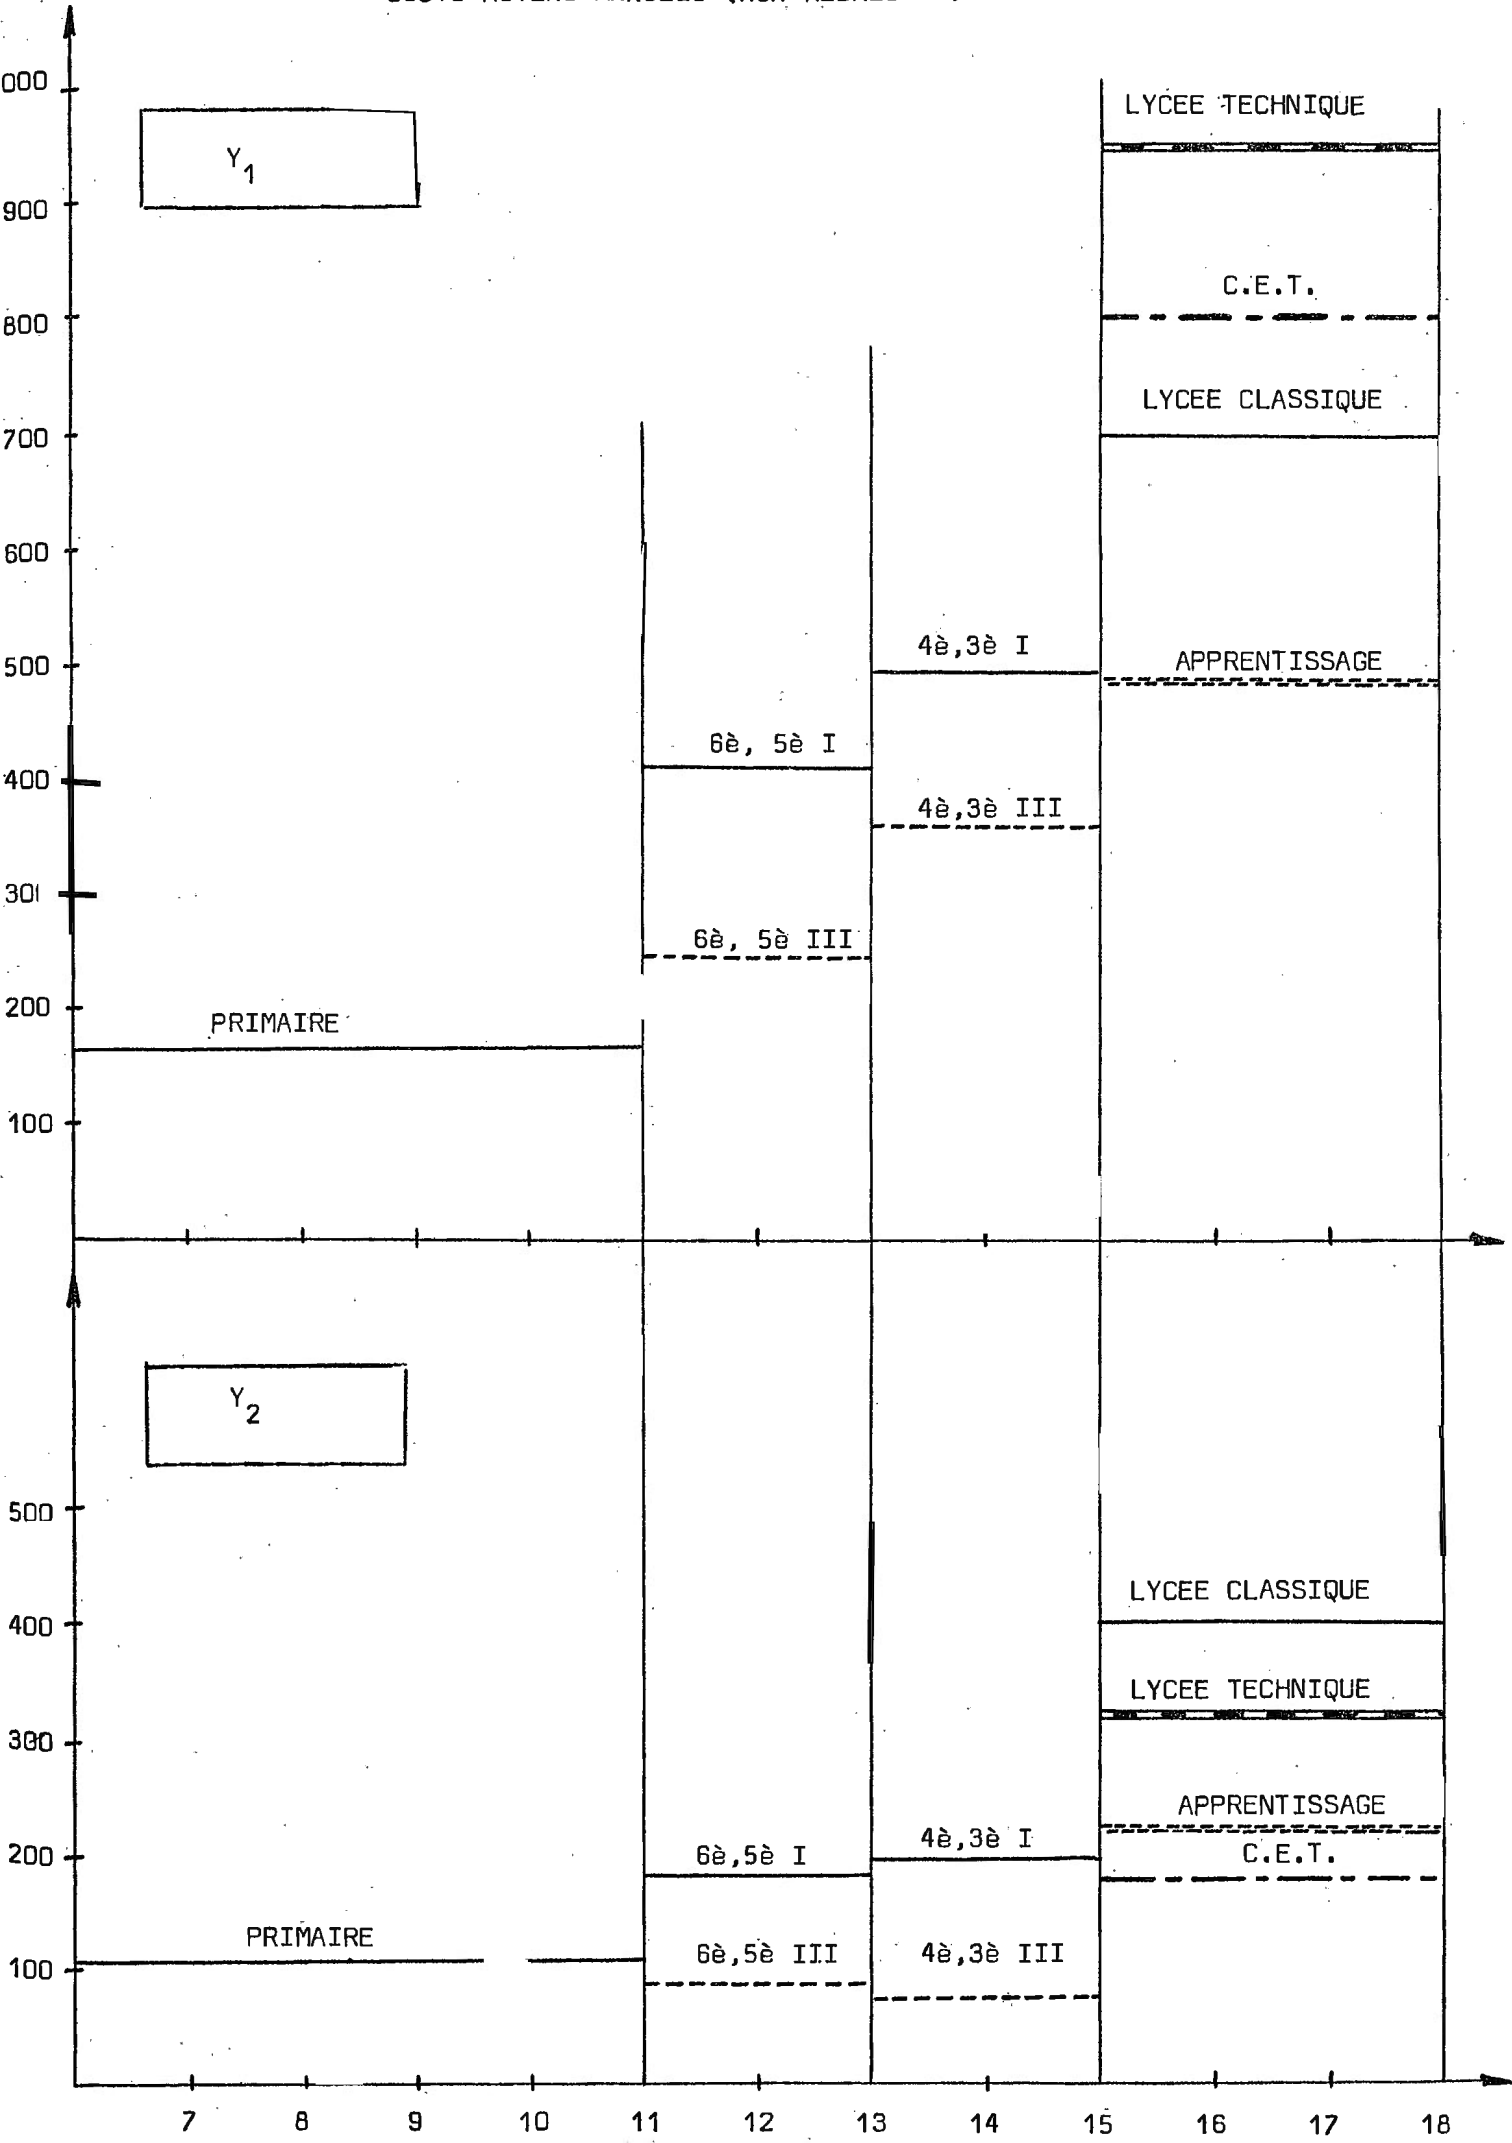 000
LYCEE TECHNIQUE
Y1
900
C.E.T.
800
LYCEE CLASSIQUE
700
600
4è,3è I
500
APPRENTISSAGE
6è, 5è I
400
4è,3è III
301
6è, 5è III
200
PRIMAIRE
100
Y2
500
LYCEE CLASSIQUE
400
LYCEE TECHNIQUE
300
APPRENTISSAGE
4è,3è I
200
6è,5è I
C.E.T.
PRIMAIRE
6è,5è III
4è,3è III
100
7 8 9 10 11 12 13 14 15 16 17 18